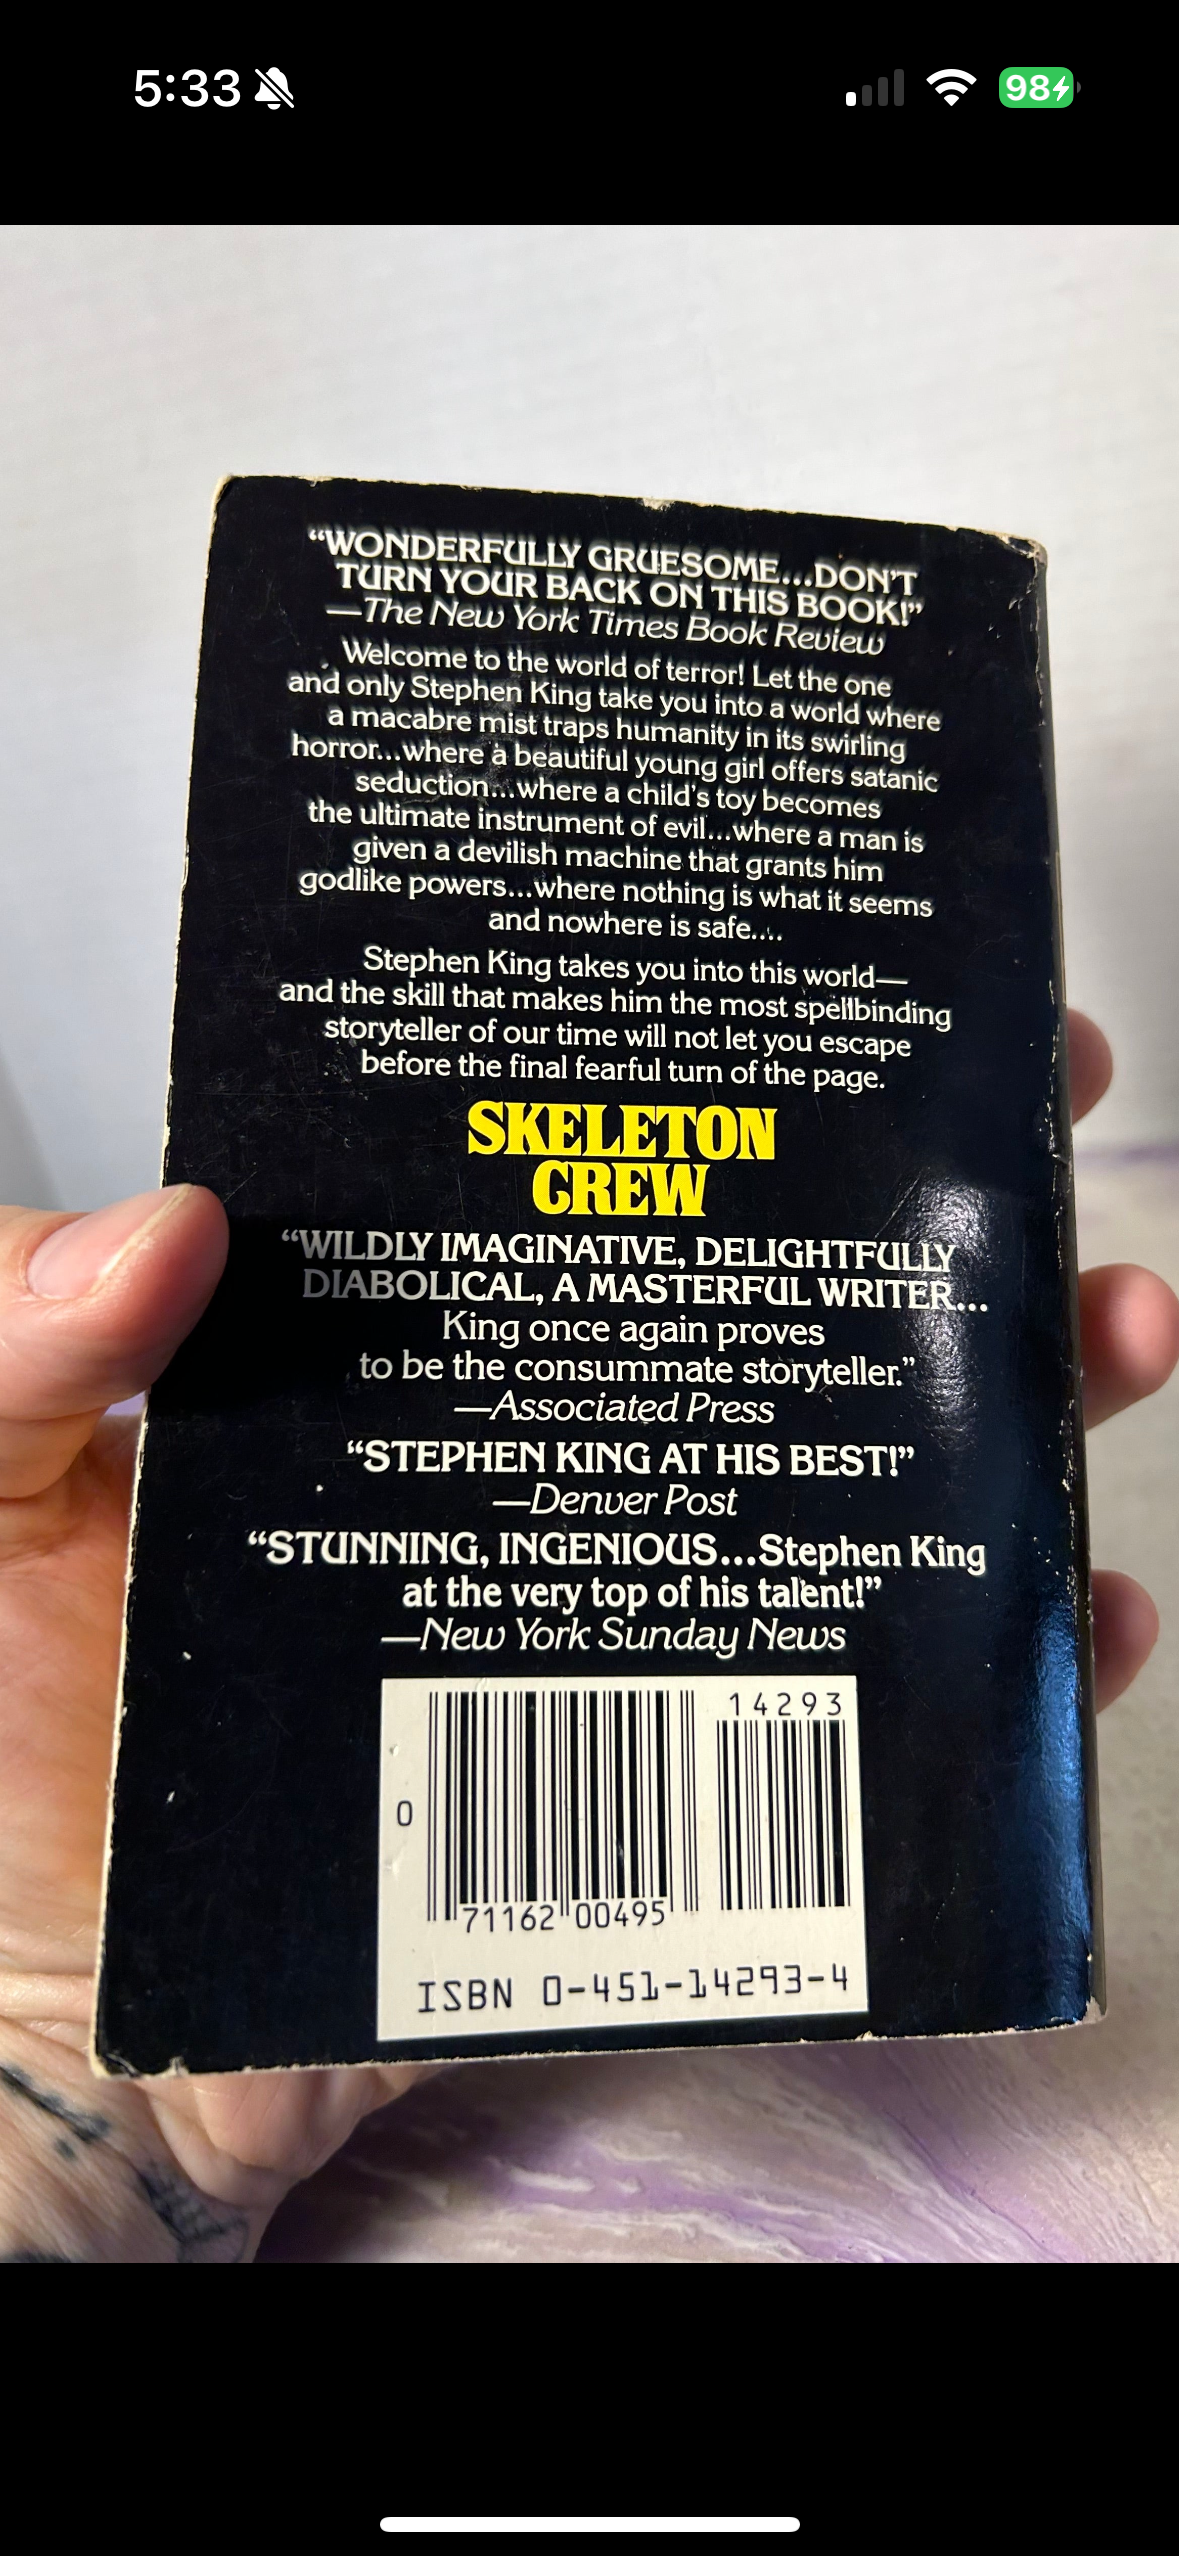 5:33
98
“WONDERFULLY GRUESOME...DON’T
TURN YOUR BACK ON THIS BOOK!”
—The New York Times Book Review
Welcome to the world of terror! Let the one
and only Stephen King take you into a world where
a macabre mist traps humanity in its swirling
horror...where a beautiful young girl offers satanic
seduction...where a child’s toy becomes
the ultimate instrument of evil...where a man is
given a devilish machine that grants him
godlike powers...where nothing is what it seems
and nowhere is safe....
Stephen King takes you into this world—
and the skill that makes him the most spellbinding
storyteller of our time will not let you escape
before the final fearful turn of the page.
SKELETON
CREW
“WILDLY IMAGINATIVE, DELIGHTFULLY
DIABOLICAL, A MASTERFUL WRITER...
King once again proves
to be the consummate storyteller.”
—Associated Press
“STEPHEN KING AT HIS BEST!”
—Denver Post
“STUNNING, INGENIOUS...Stephen King
at the very top of his talent!”
—New York Sunday News
14293
0
71162 00495
ISBN 0-451-14293-4